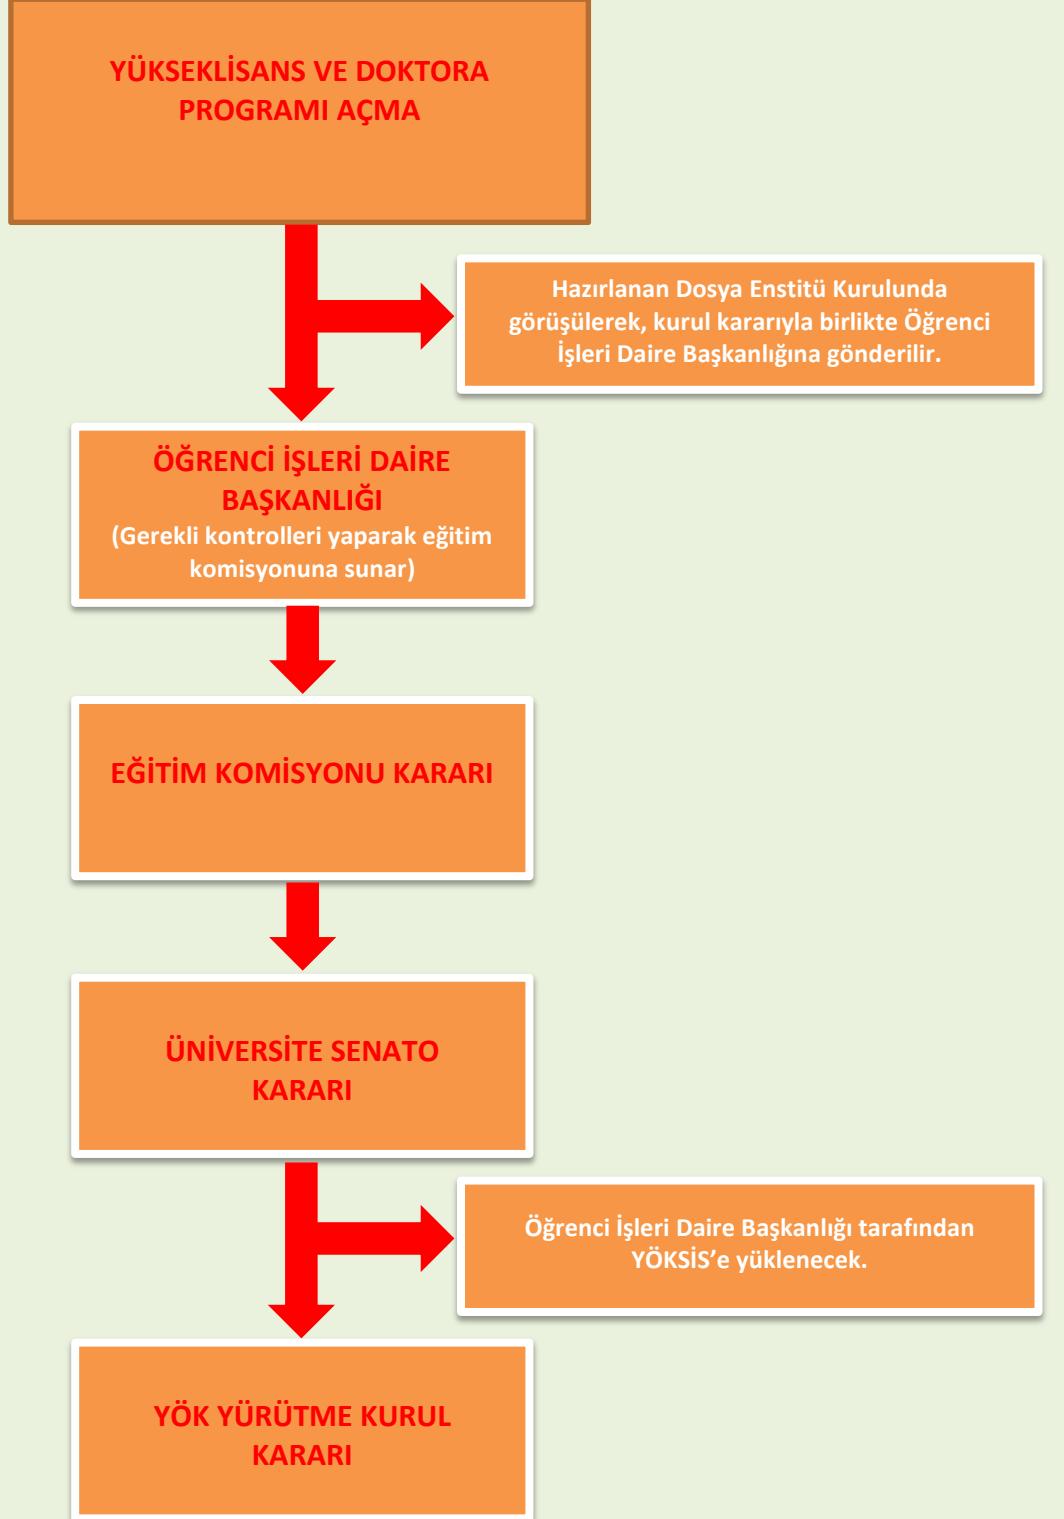 YÜKSEKLİSANS VE DOKTORA
PROGRAMI AÇMA
Hazırlanan Dosya Enstitü Kurulunda
görüşülerek, kurul kararıyla birlikte Öğrenci
İşleri Daire Başkanlığına gönderilir.
ÖĞRENCİ İŞLERİ DAİRE
BAŞKANLIĞI
(Gerekli kontrolleri yaparak eğitim
komisyonuna sunar)
EĞİTİM KOMİSYONU KARARI
ÜNİVERSİTE SENATO
KARARI
Öğrenci İşleri Daire Başkanlığı tarafından
YÖKSİS’e yüklenecek.
YÖK YÜRÜTME KURUL
KARARI